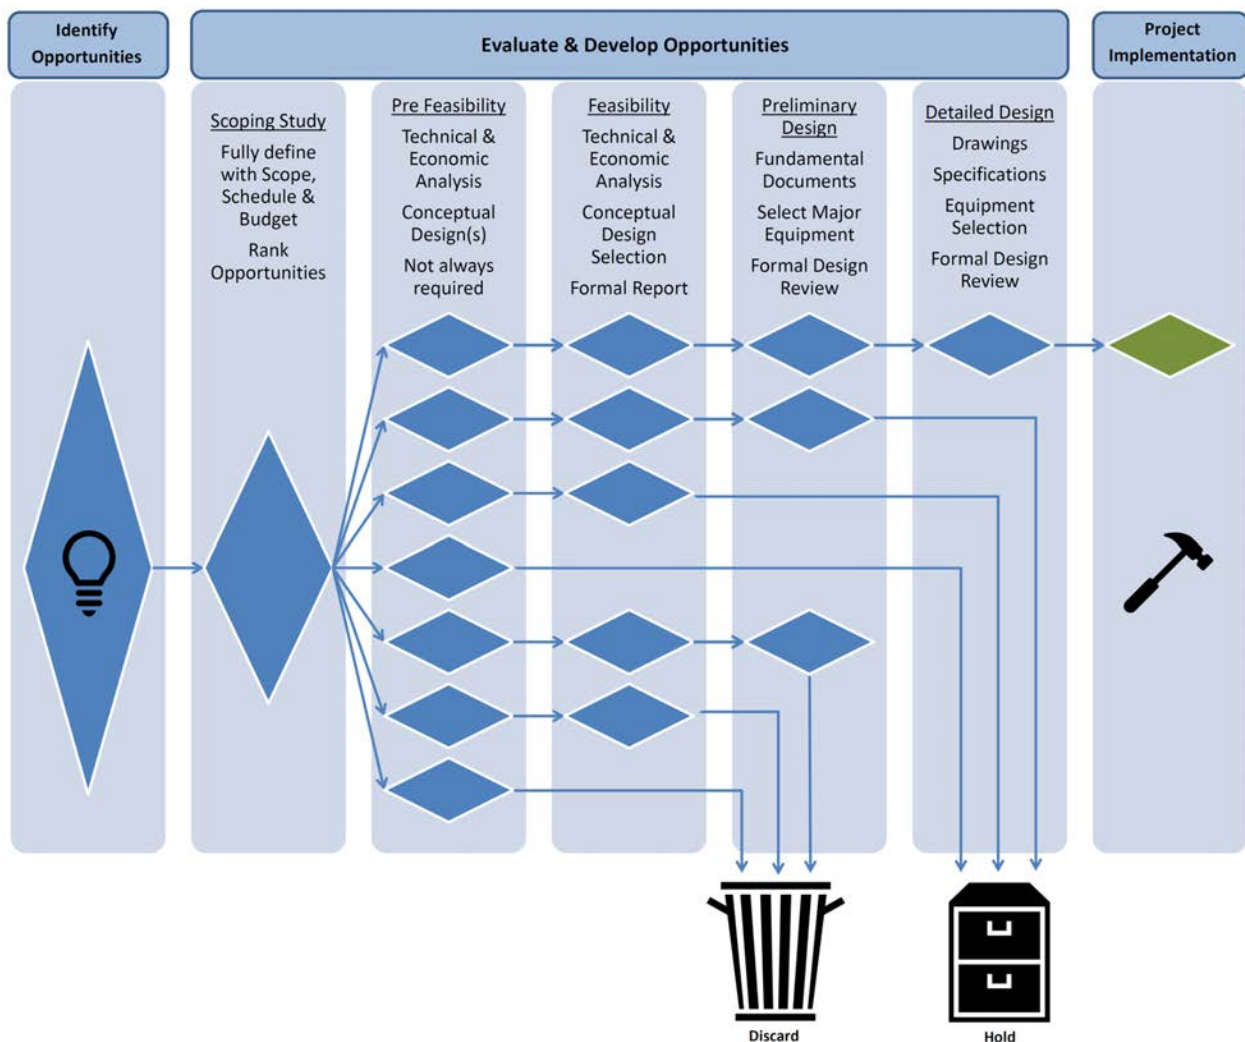 Identify
Opportunities
Evaluate & Develop Opportunities
Project
Implementation
Scoping Study
Fully define
with Scope,
Schedule &
Budget
Rank
Opportunities
Pre Feasibility
Technical &
Economic
Analysis
Conceptual
Design(s)
Not always
required
Feasibility
Technical &
Economic
Analysis
Conceptual
Design
Selection
Formal Report
Preliminary
Design
Fundamental
Documents
Select Major
Equipment
Formal Design
Review
Detailed Design
Drawings
Specifications
Equipment
Selection
Formal Design
Review
Discard
Hold